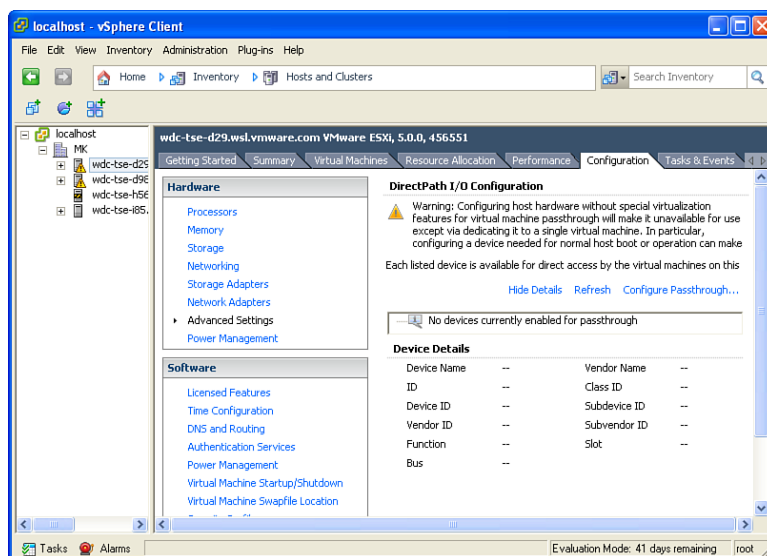 localhost - vSphere Client
File Edit View Inventory Administration Plug-ins Help
Home Inventory Hosts and Clusters Search Inventory
localhost
MK
wdc-tse-d29
wdc-tse-d98
wdc-tse-h56
wdc-tse-i85.
wdc-tse-d29.wsl.vmware.com VMware ESXi, 5.0.0, 456551
Getting Started Summary Virtual Machines Resource Allocation Performance Configuration Tasks & Events
Hardware
Processors
Memory
Storage
Networking
Storage Adapters
Network Adapters
Advanced Settings
Power Management
Software
Licensed Features
Time Configuration
DNS and Routing
Authentication Services
Power Management
Virtual Machine Startup/Shutdown
Virtual Machine Swapfile Location
DirectPath I/O Configuration
Warning: Configuring host hardware without special virtualization
features for virtual machine passthrough will make it unavailable for use
except via dedicating it to a single virtual machine. In particular,
configuring a device needed for normal host boot or operation can make
Each listed device is available for direct access by the virtual machines on this
Hide Details Refresh Configure Passthrough...
No devices currently enabled for passthrough
Device Details
Device Name -- Vendor Name --
ID -- Class ID --
Device ID -- Subdevice ID --
Vendor ID -- Subvendor ID --
Function -- Slot --
Bus --
Tasks Alarms Evaluation Mode: 41 days remaining root